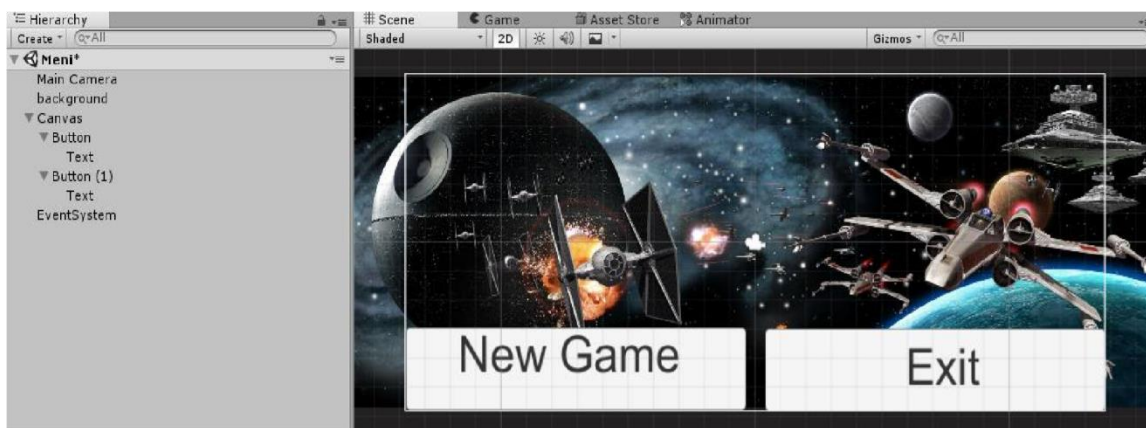 Hierarchy
Create All
Meni*
Main Camera
background
Canvas
Button
Text
Button (1)
Text
EventSystem
Scene Game Asset Store Animator
Shaded 2D Gizmos All
New Game Exit